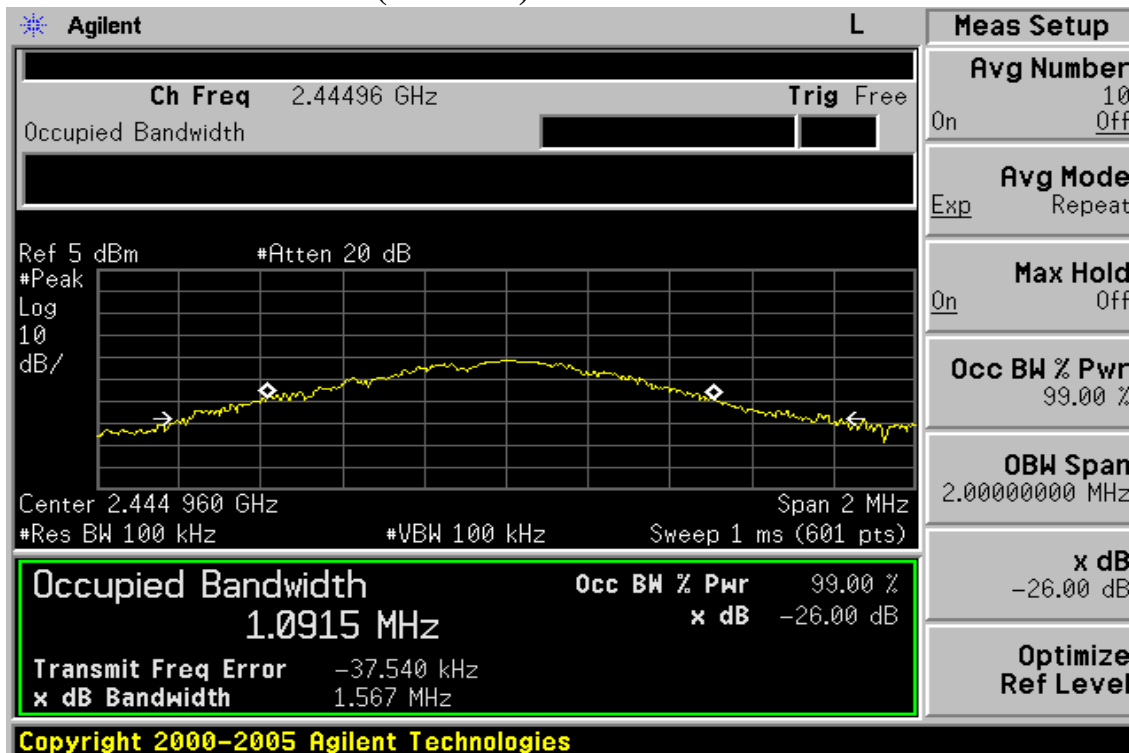 Agilent L Meas Setup
Ch Freq 2.44496 GHz Trig Free
Occupied Bandwidth
Avg Number
10
On Off
Avg Mode
Exp Repeat
Max Hold
On Off
Occ BW % Pwr
99.00 %
OBW Span
2.00000000 MHz
x dB
-26.00 dB
Optimize
Ref Level
Ref 5 dBm #Atten 20 dB
#Peak
Log
10
dB/
Center 2.444 960 GHz Span 2 MHz
#Res BW 100 kHz #VBW 100 kHz Sweep 1 ms (601 pts)
Occupied Bandwidth Occ BW % Pwr 99.00 %
1.0915 MHz x dB -26.00 dB
Transmit Freq Error -37.540 kHz
x dB Bandwidth 1.567 MHz
Copyright 2000-2005 Agilent Technologies